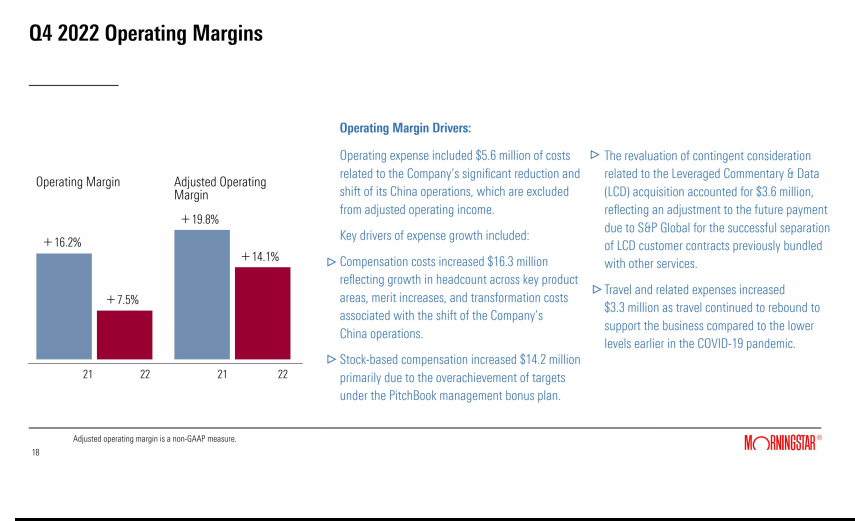 Q4 2022 Operating Margins
Operating Margin
Adjusted Operating
Margin
+16.2%
+7.5%
+19.8%
+14.1%
21
22
21
22
Operating Margin Drivers:
Operating expense included $5.6 million of costs
related to the Company's significant reduction and
shift of its China operations, which are excluded
from adjusted operating income.
Key drivers of expense growth included:
Compensation costs increased $16.3 million
reflecting growth in headcount across key product
areas, merit increases, and transformation costs
associated with the shift of the Company's
China operations.
Stock-based compensation increased $14.2 million
primarily due to the overachievement of targets
under the PitchBook management bonus plan.
The revaluation of contingent consideration
related to the Leveraged Commentary & Data
(LCD) acquisition accounted for $3.6 million,
reflecting an adjustment to the future payment
due to S&P Global for the successful separation
of LCD customer contracts previously bundled
with other services.
Travel and related expenses increased
$3.3 million as travel continued to rebound to
support the business compared to the lower
levels earlier in the COVID-19 pandemic.
Adjusted operating margin is a non-GAAP measure.
18
MORNINGSTAR®